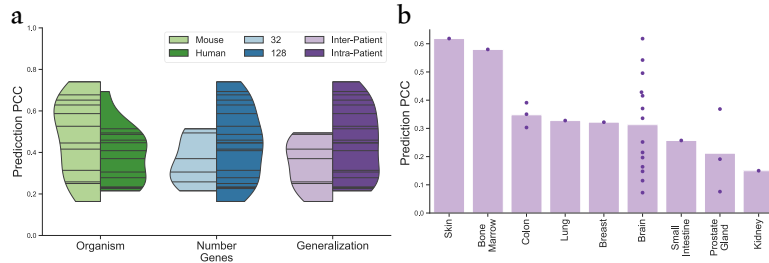 a
Mouse
Human
32
128
Inter-Patient
Intra-Patient
Predicction PCC
1.0
0.8
0.6
0.4
0.2
0.0
Organism
Number
Genes
Generalization
b
Prediction PCC
0.6
0.5
0.4
0.3
0.2
0.1
0.0
Skin
Bone
Marrow
Colon
Lung
Breast
Brain
Small
Intestine
Prostate
Gland
Kidney